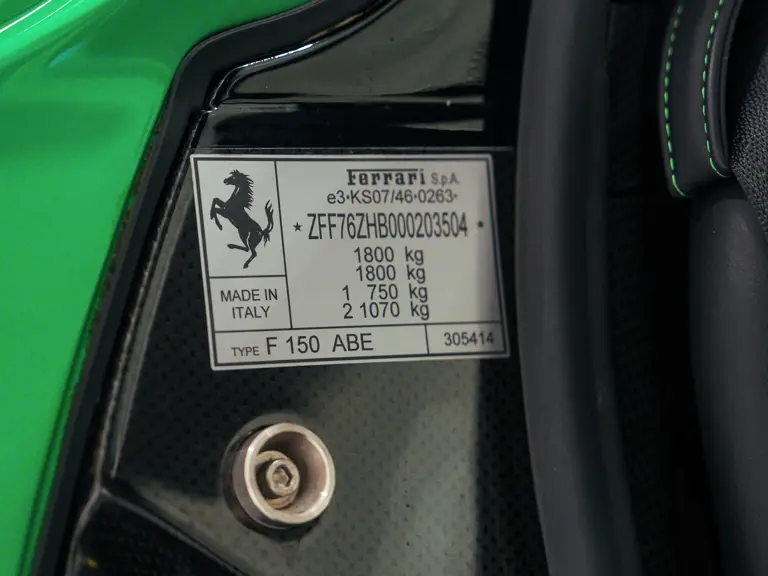 Ferrari S.p.A.
e3*KS07/46*0263*
* ZFF76ZHB000203504 *
1800 kg
1800 kg
1 750 kg
2 1070 kg
MADE IN
ITALY
TYPE F 150 ABE
305414